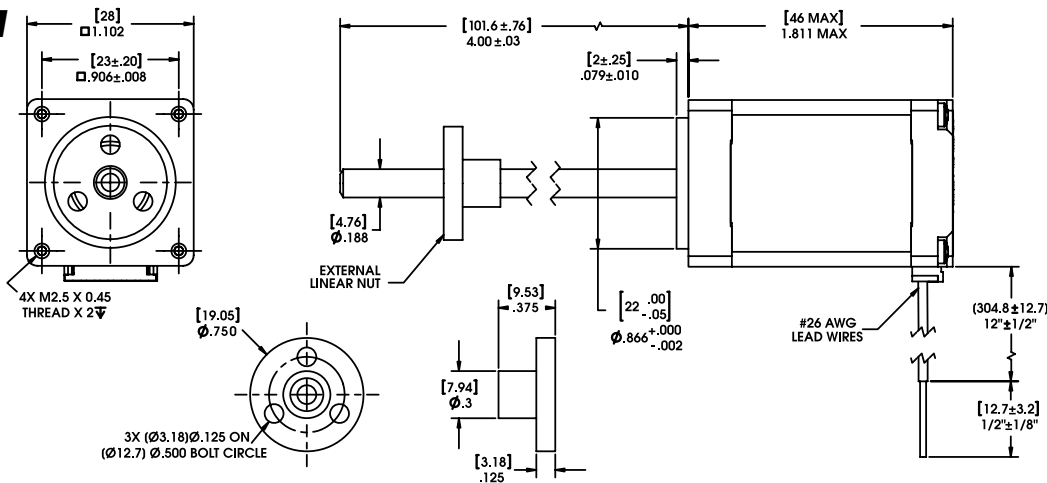 [28]
□1.102
[23±.20]
□.906±.008
[101.6±.76]
4.00±.03
[46 MAX]
1.811 MAX
[2±.25]
.079±.010
[4.76]
Ø.188
EXTERNAL
LINEAR NUT
4X M2.5 X 0.45
THREAD X 2↧
[22 .00
-.05]
Ø.866+.000
-.002
#26 AWG
LEAD WIRES
(304.8±12.7)
12"±1/2"
[12.7±3.2]
1/2"±1/8"
[19.05]
Ø.750
[9.53]
.375
[7.94]
Ø.3
3X (Ø3.18)Ø.125 ON
(Ø12.7) Ø.500 BOLT CIRCLE
[3.18]
.125